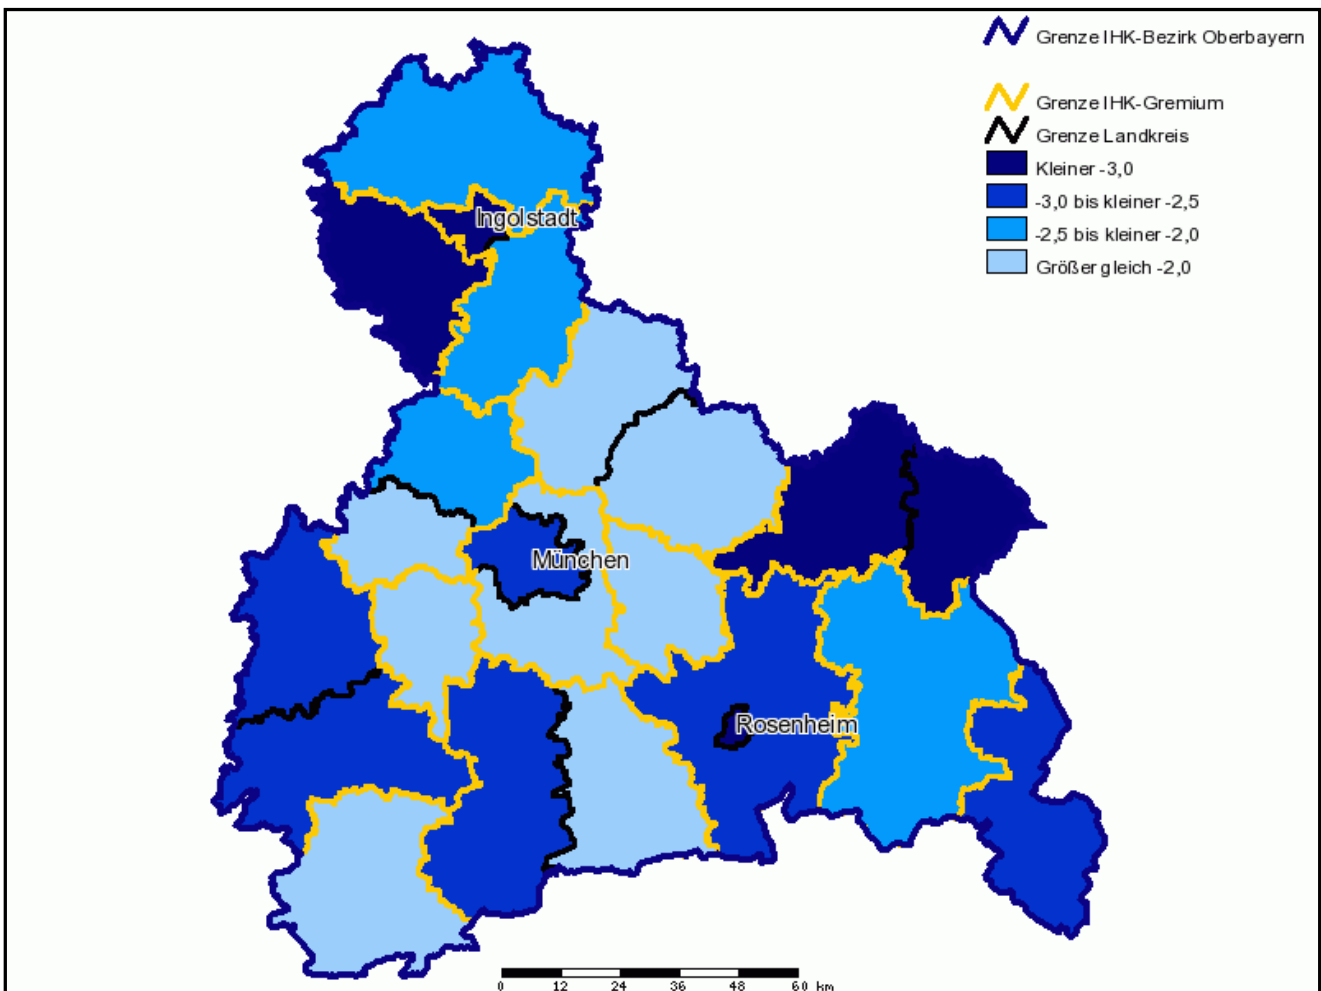 Grenze IHK-Bezirk Oberbayern
Grenze IHK-Gremium
Grenze Landkreis
Kleiner -3,0
-3,0 bis kleiner -2,5
-2,5 bis kleiner -2,0
Größer gleich -2,0
Ingolstadt
München
Rosenheim
0 12 24 36 48 60 km